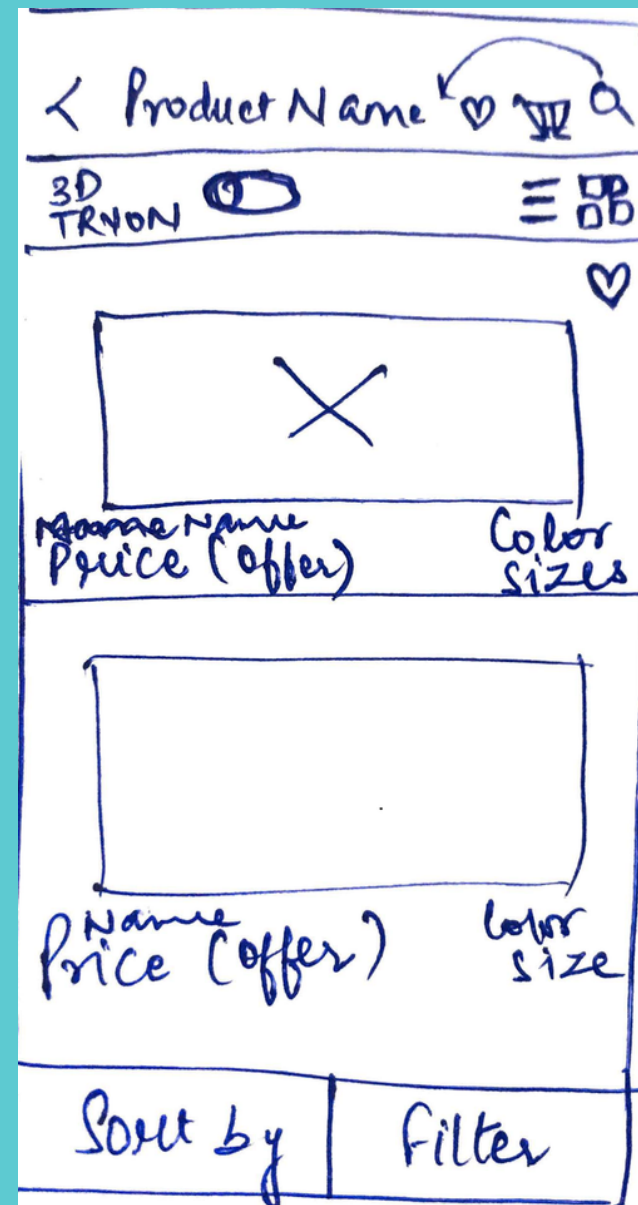 < Product Name
3D
TRYON
Name
Price (offer)
Color
sizes
Name
Price (offer)
Color
size
Sort by
Filter